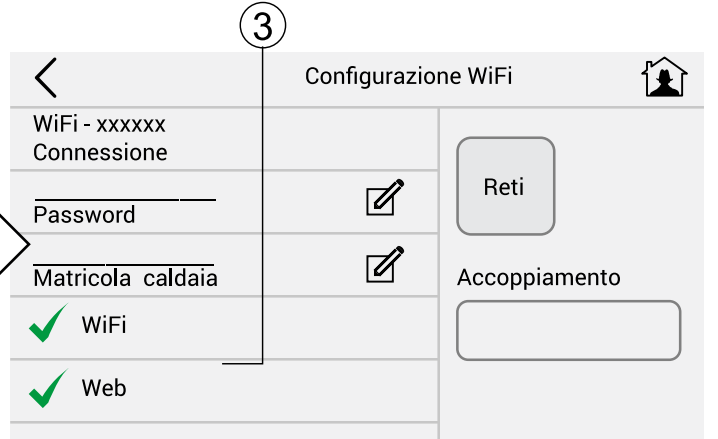 3
Configurazione WiFi
WiFi - xxxxxx
Connessione
Password
Matricola caldaia
WiFi
Web
Reti
Accoppiamento